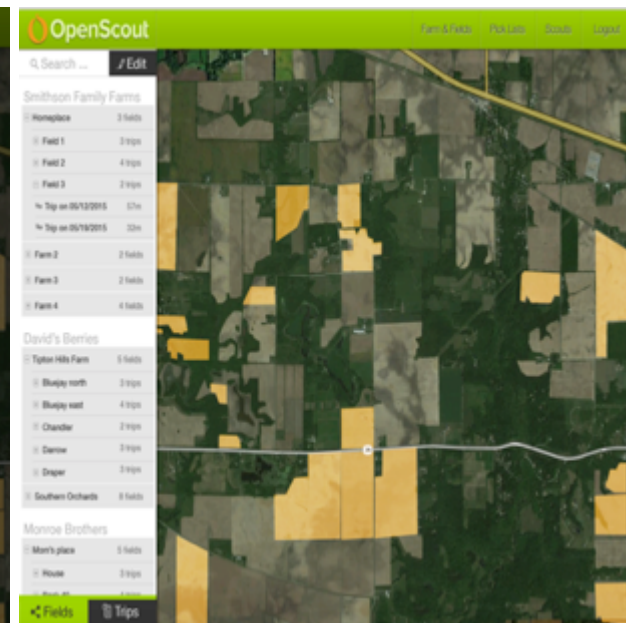 OpenScout
Farm & Fields Pick Lists Scouts Logout
Search ... Edit
Smithson Family Farms
Homeplace 3 fields
Field 1 3 trips
Field 2 4 trips
Field 3 2 trips
Trip on 05/12/2015 57m
Trip on 05/19/2015 32m
Farm 2 2 fields
Farm 3 2 fields
Farm 4 4 fields
David's Berries
Tipton Hills Farm 5 fields
Bluejay north 3 trips
Bluejay east 4 trips
Chandler 2 trips
Darrow 3 trips
Draper 3 trips
Southern Orchards 8 fields
Monroe Brothers
Mom's place 5 fields
House 3 trips
Fields Trips